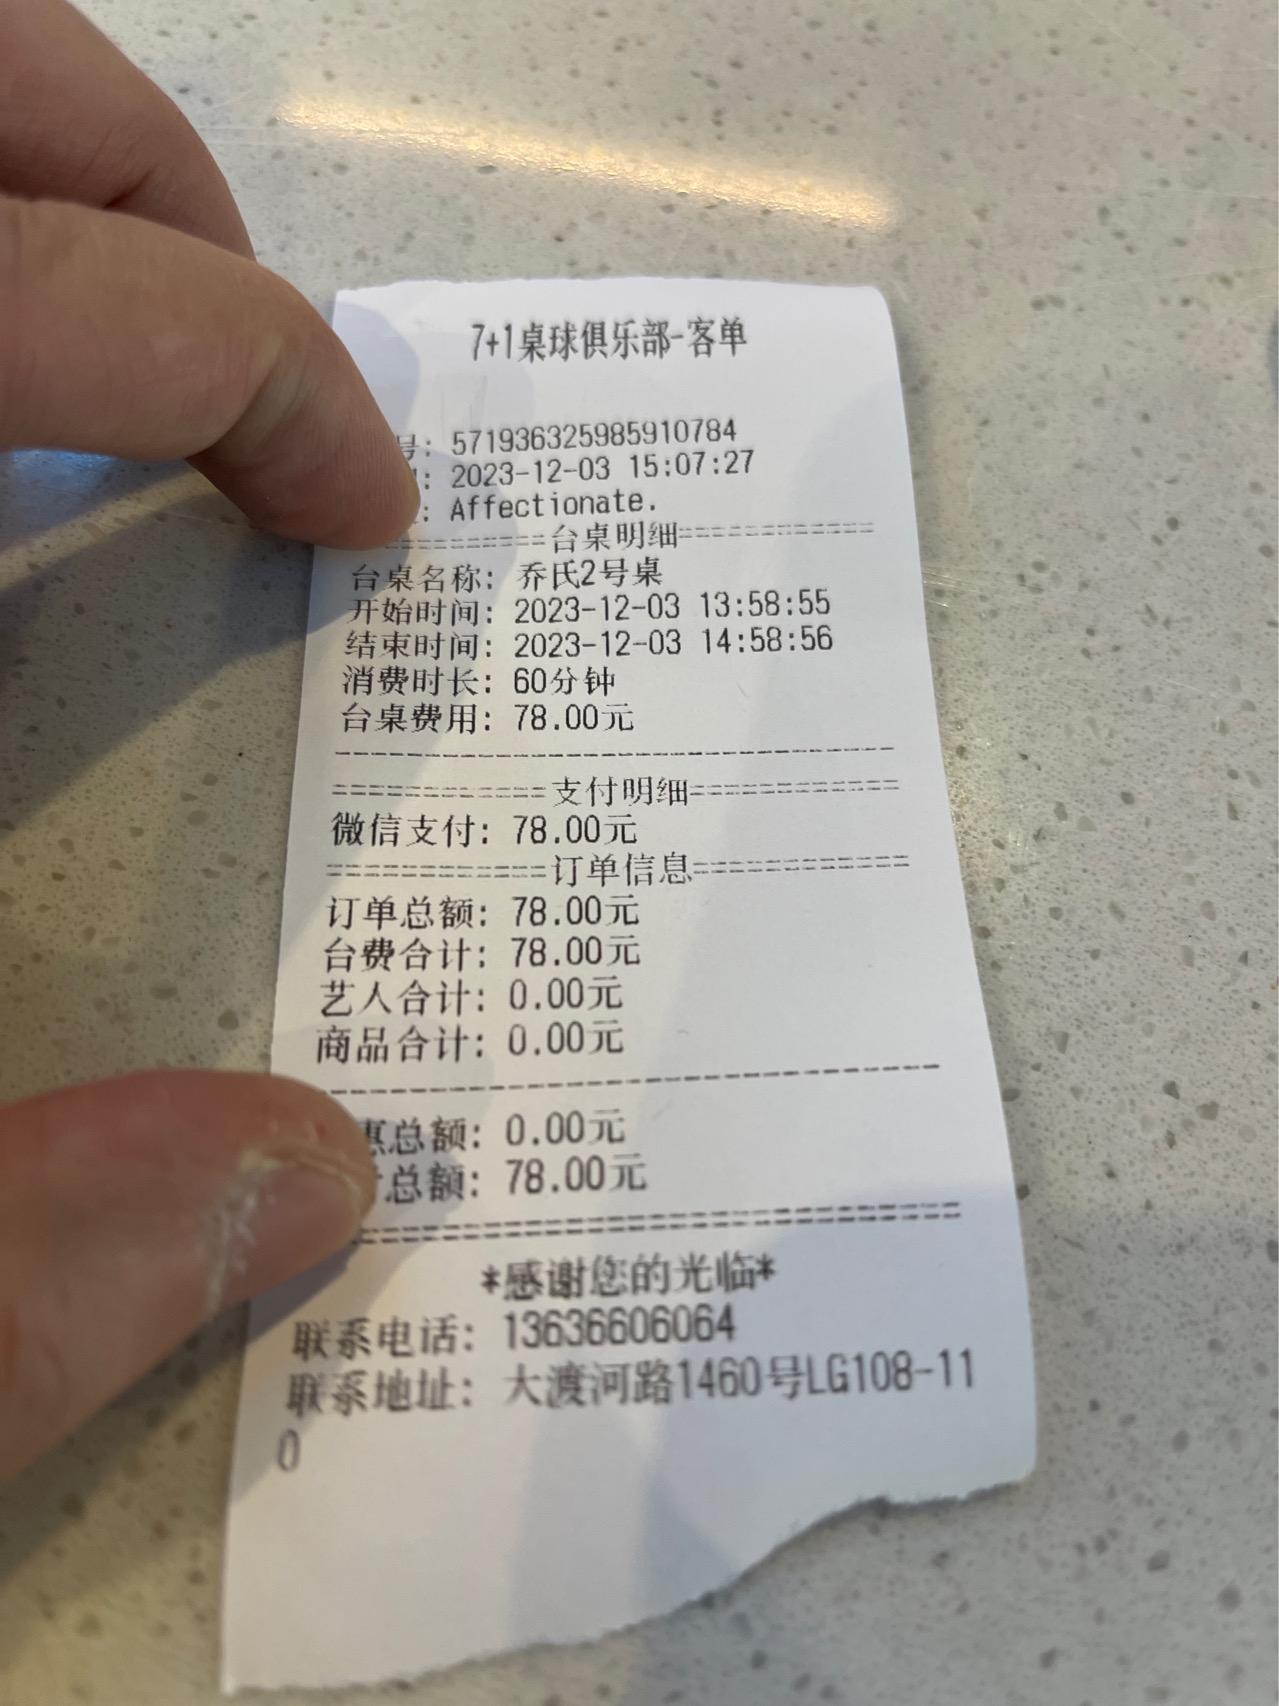 7+1桌球俱乐部-客单
号: 571936325985910784
: 2023-12-03 15:07:27
: Affectionate.
==========台桌明细============
台桌名称: 乔氏2号桌
开始时间: 2023-12-03 13:58:55
结束时间: 2023-12-03 14:58:56
消费时长: 60分钟
台桌费用: 78.00元
--------------------------------
============支付明细============
微信支付: 78.00元
============订单信息============
订单总额: 78.00元
台费合计: 78.00元
艺人合计: 0.00元
商品合计: 0.00元
--------------------------------
惠总额: 0.00元
总额: 78.00元
================================
*感谢您的光临*
联系电话: 13636606064
联系地址: 大渡河路1460号LG108-11
0